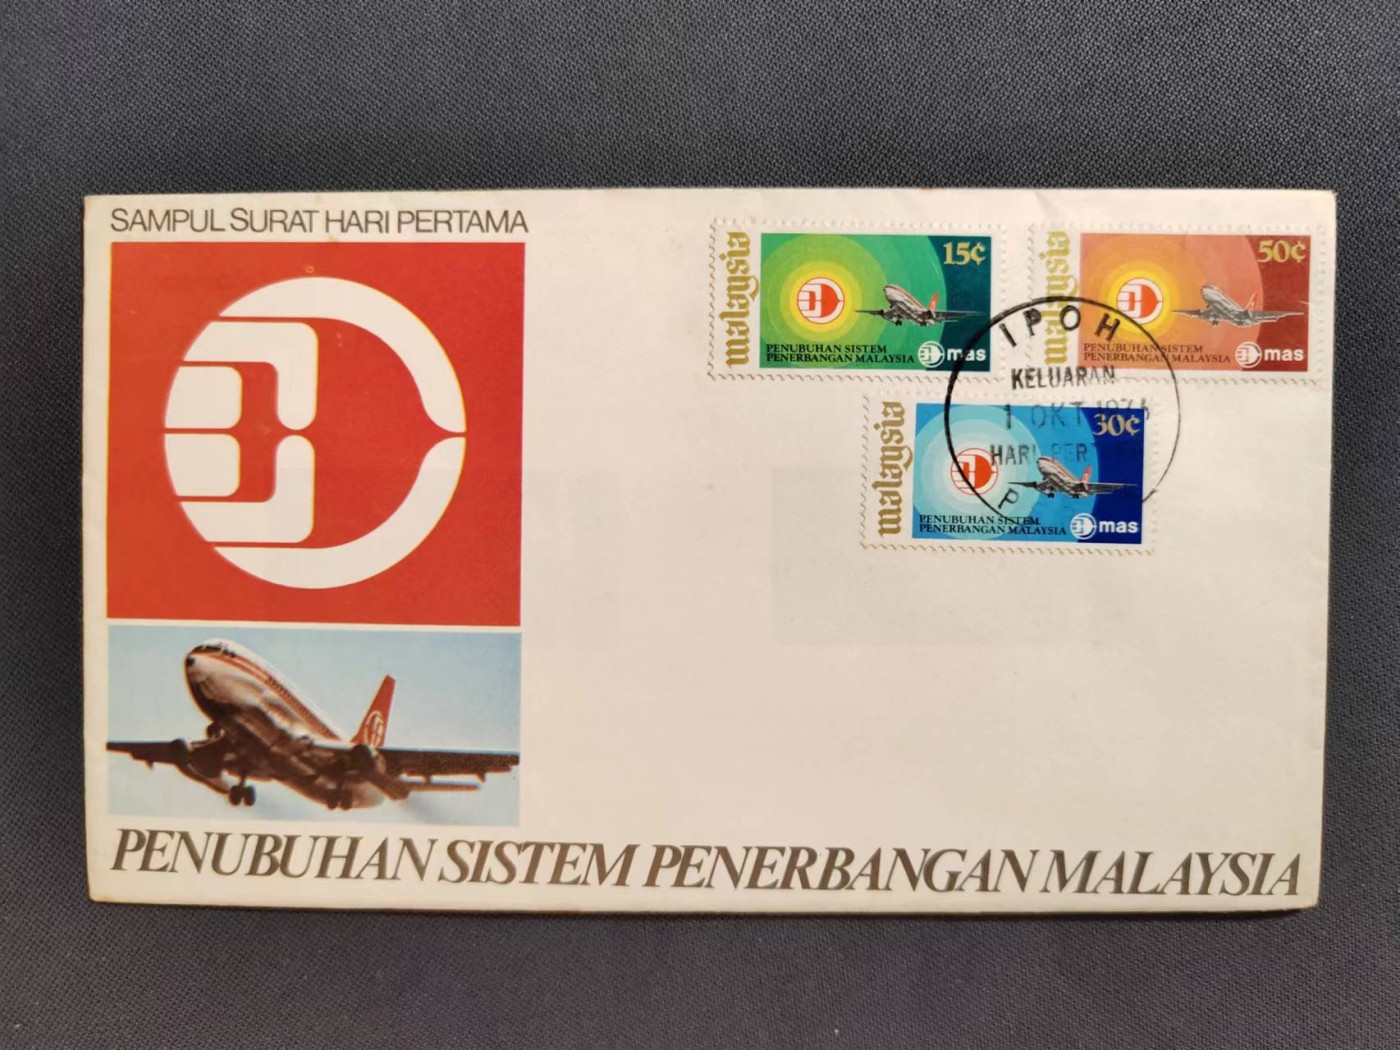 SAMPUL SURAT HARI PERTAMA
malaysia
15¢
PENUBUHAN SISTEM
PENERBANGAN MALAYSIA
mas
malaysia
50¢
PENUBUHAN SISTEM
PENERBANGAN MALAYSIA
mas
IPOH
KELUARAN
1 OKT
HARI
malaysia
30¢
PENUBUHAN SISTEM
PENERBANGAN MALAYSIA
mas
PENUBUHAN SISTEM PENERBANGAN MALAYSIA